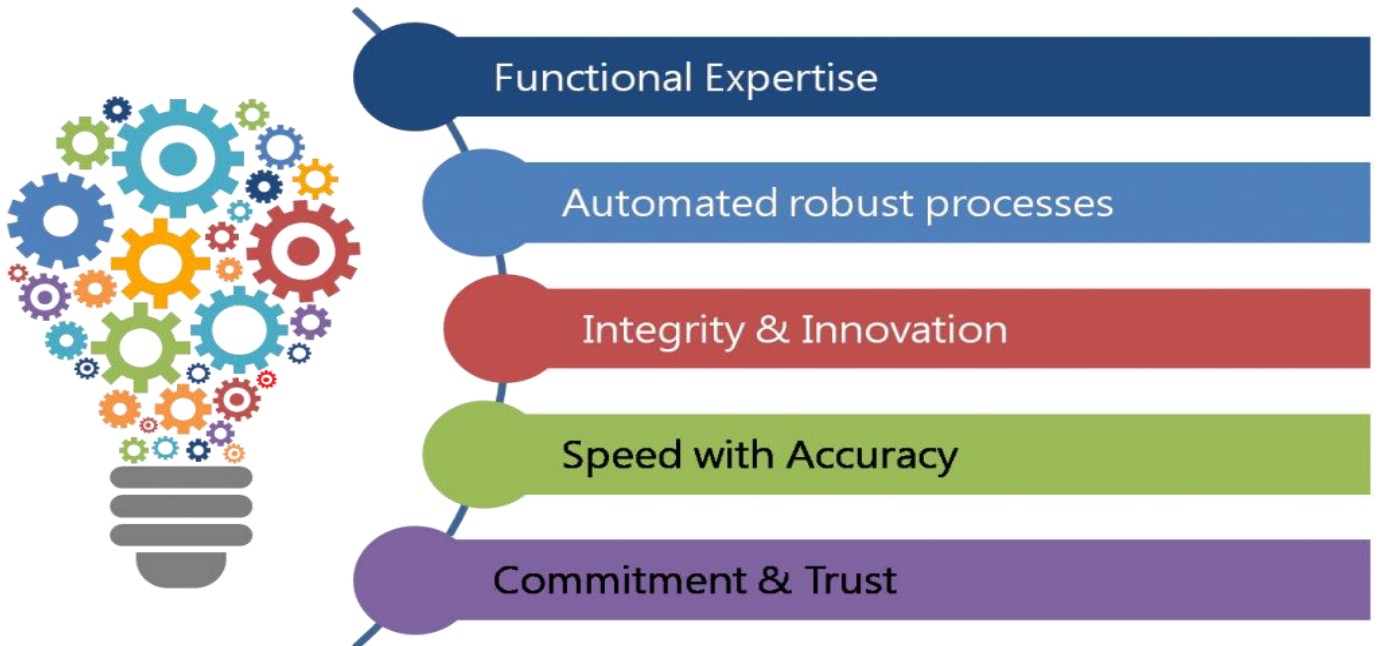 Functional Expertise
Automated robust processes
Integrity & Innovation
Speed with Accuracy
Commitment & Trust